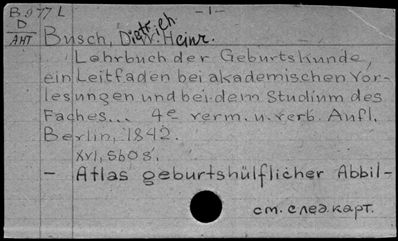 B977L - 1 -
D
AHT Busch, Dietrich W. Heinr.
Lehrbuch der Geburtskunde,
ein Leitfaden bei akademischen Vor-
lesungen und bei dem Studium des
Faches... 4e verm. u. verb. Aufl.
Berlin, 1842.
XVI, 560 S.
- Atlas geburtshülflicher Abbil-
см. след. карт.